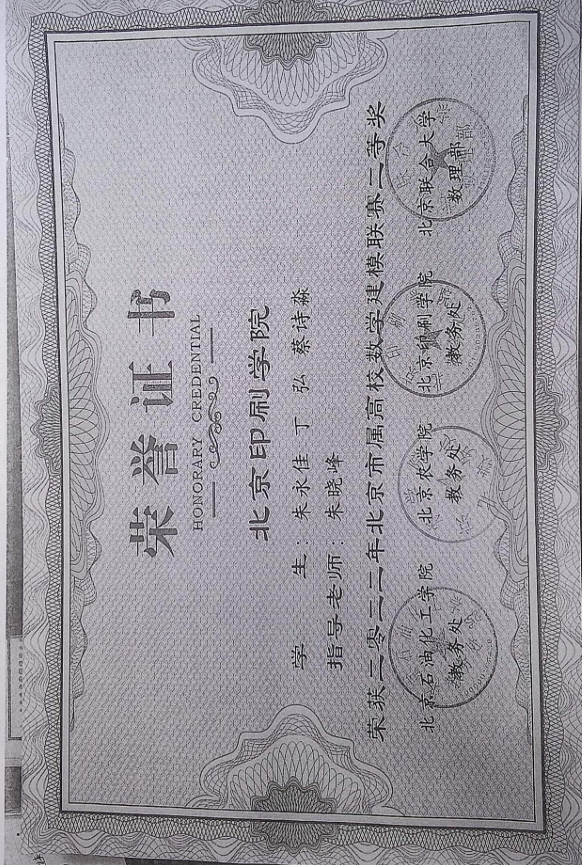 荣誉证书
HONORARY CREDENTIAL
北京印刷学院
学 生：朱永佳 丁 弘 蔡诗淼
指导老师：朱晓峰
荣获二零二二年北京市属高校数学建模联赛二等奖
北京石油化工学院 北京农学院 北京印刷学院 北京联合大学
教务处 教务处 教务处 数理部